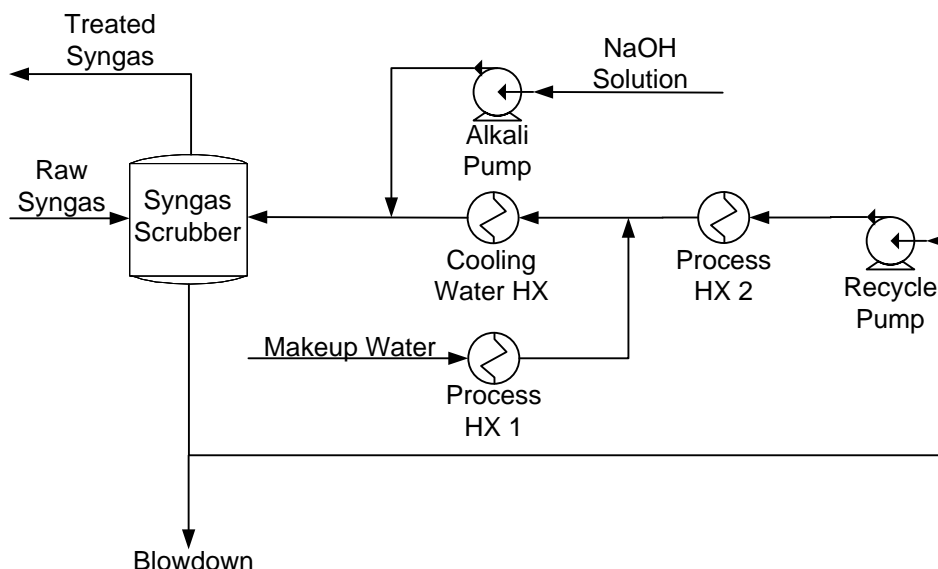 Treated
Syngas
NaOH
Solution
Alkali
Pump
Raw
Syngas
Syngas
Scrubber
Cooling
Water HX
Process
HX 2
Recycle
Pump
Makeup Water
Process
HX 1
Blowdown